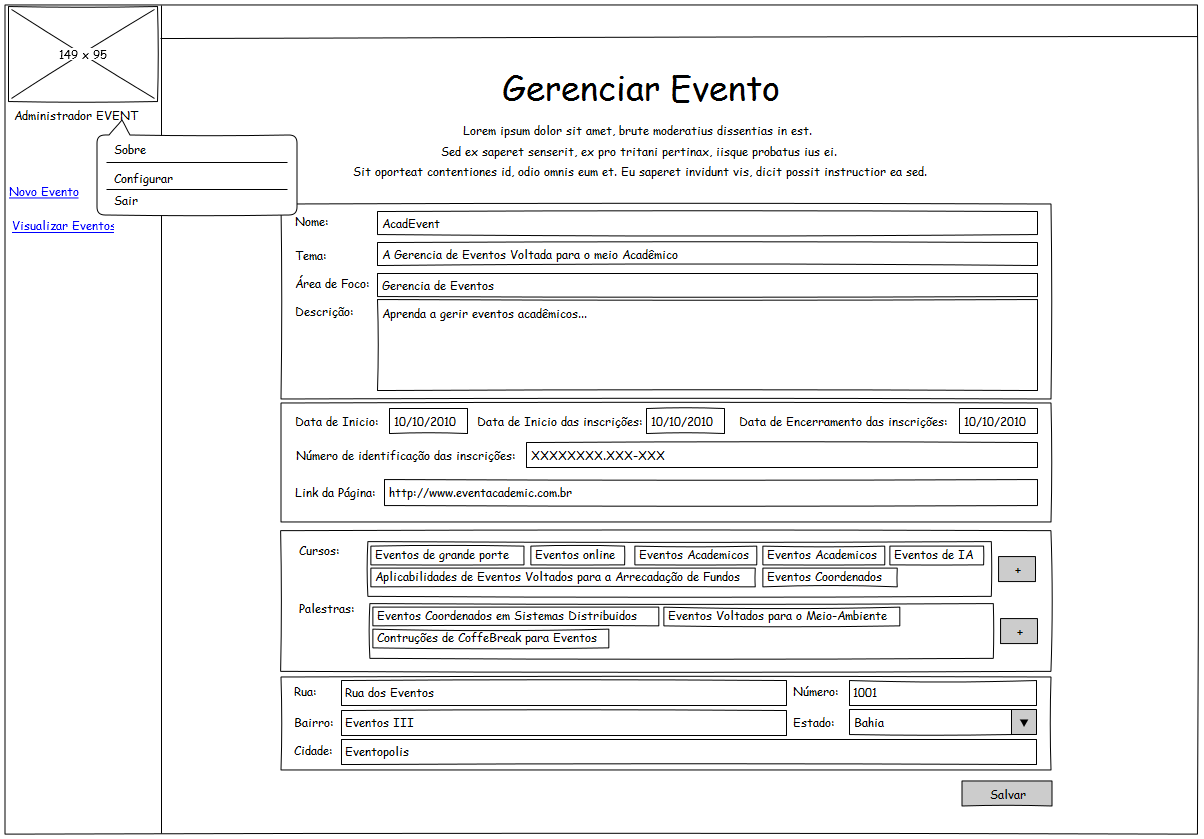 149 x 95
Administrador EVENT
Sobre
Configurar
Sair
Novo Evento
Visualizar Eventos
Gerenciar Evento
Lorem ipsum dolor sit amet, brute moderatius dissentias in est.
Sed ex saperet senserit, ex pro tritani pertinax, iisque probatus ius ei.
Sit oporteat contentiones id, odio omnis eum et. Eu saperet invidunt vis, dicit possit instructior ea sed.
Nome: AcadEvent
Tema: A Gerencia de Eventos Voltada para o meio Acadêmico
Área de Foco: Gerencia de Eventos
Descrição: Aprenda a gerir eventos acadêmicos...
Data de Inicio: 10/10/2010 Data de Inicio das inscrições: 10/10/2010 Data de Encerramento das inscrições: 10/10/2010
Número de identificação das inscrições: XXXXXXXX.XXX-XXX
Link da Página: http://www.eventacademic.com.br
Cursos: Eventos de grande porte Eventos online Eventos Academicos Eventos Academicos Eventos de IA
Aplicabilidades de Eventos Voltados para a Arrecadação de Fundos Eventos Coordenados +
Palestras: Eventos Coordenados em Sistemas Distribuidos Eventos Voltados para o Meio-Ambiente
Contruções de CoffeBreak para Eventos +
Rua: Rua dos Eventos Número: 1001
Bairro: Eventos III Estado: Bahia
Cidade: Eventopolis
Salvar